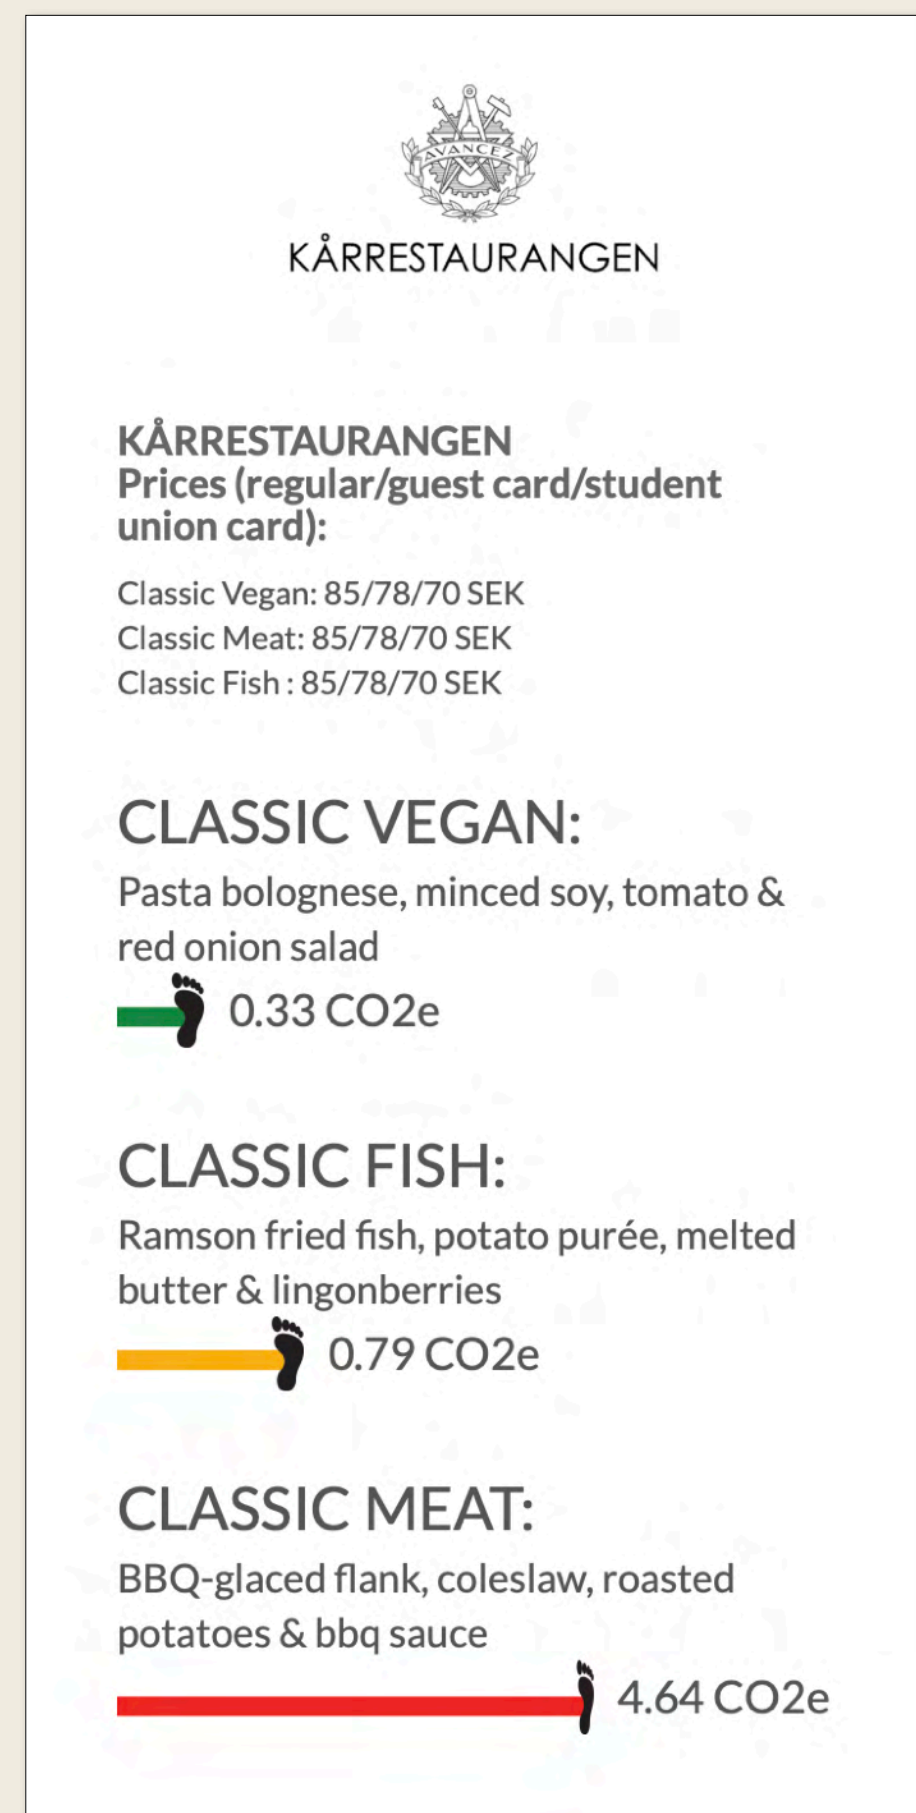 AVANCEZ
KÅRRESTAURANGEN
KÅRRESTAURANGEN
Prices (regular/guest card/student
union card):
Classic Vegan: 85/78/70 SEK
Classic Meat: 85/78/70 SEK
Classic Fish : 85/78/70 SEK
CLASSIC VEGAN:
Pasta bolognese, minced soy, tomato &
red onion salad
0.33 CO2e
CLASSIC FISH:
Ramson fried fish, potato purée, melted
butter & lingonberries
0.79 CO2e
CLASSIC MEAT:
BBQ-glaced flank, coleslaw, roasted
potatoes & bbq sauce
4.64 CO2e